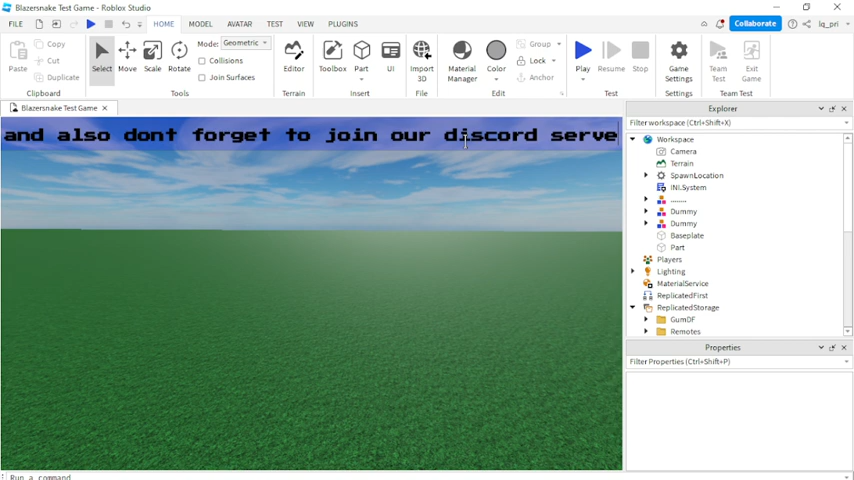 Blazersnake Test Game - Roblox Studio
FILE HOME MODEL AVATAR TEST VIEW PLUGINS Collaborate lq_pri
Paste Copy Cut Duplicate Clipboard
Select Move Scale Rotate Mode: Geometric Collisions Join Surfaces Tools
Editor Terrain
Toolbox Part UI Insert
Import 3D File
Material Manager Color Group Lock Anchor Edit
Play Resume Stop Test
Game Settings Settings
Team Test Exit Game Team Test
Blazersnake Test Game
and also dont forget to join our discord serve
Explorer
Filter workspace (Ctrl+Shift+X)
Workspace
Camera
Terrain
SpawnLocation
INI.System
........
Dummy
Dummy
Baseplate
Part
Players
Lighting
MaterialService
ReplicatedFirst
ReplicatedStorage
GumDF
Remotes
Properties
Filter Properties (Ctrl+Shift+P)
Run a command